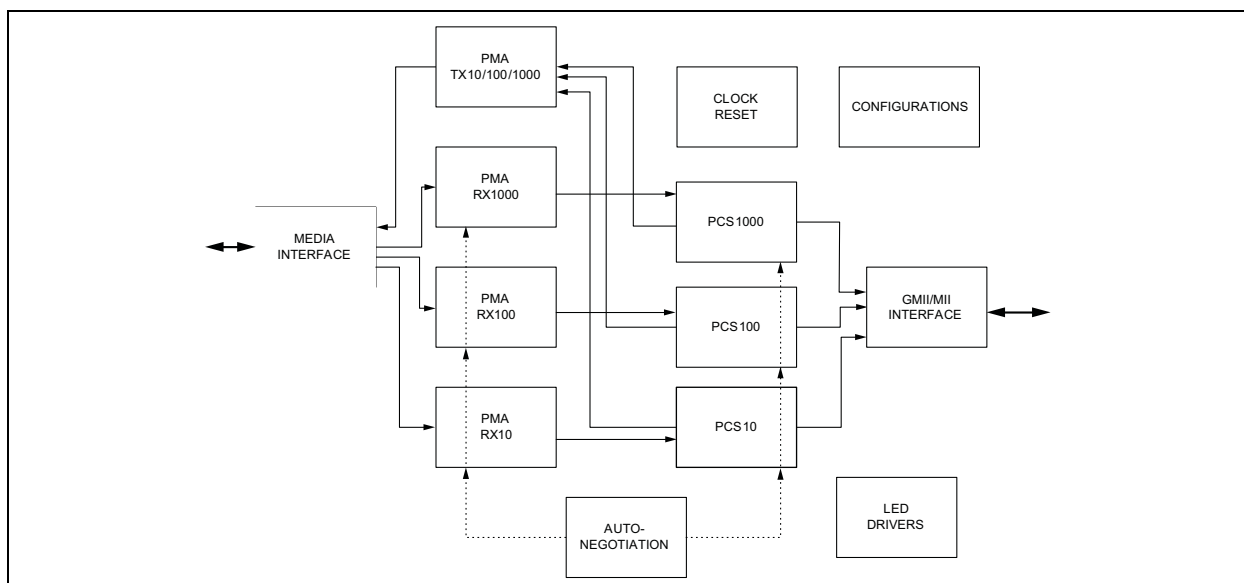 PMA
TX10/100/1000
CLOCK
RESET
CONFIGURATIONS
PMA
RX1000
PCS1000
MEDIA
INTERFACE
PMA
RX100
PCS100
GMII/MII
INTERFACE
PMA
RX10
PCS10
AUTO-
NEGOTIATION
LED
DRIVERS